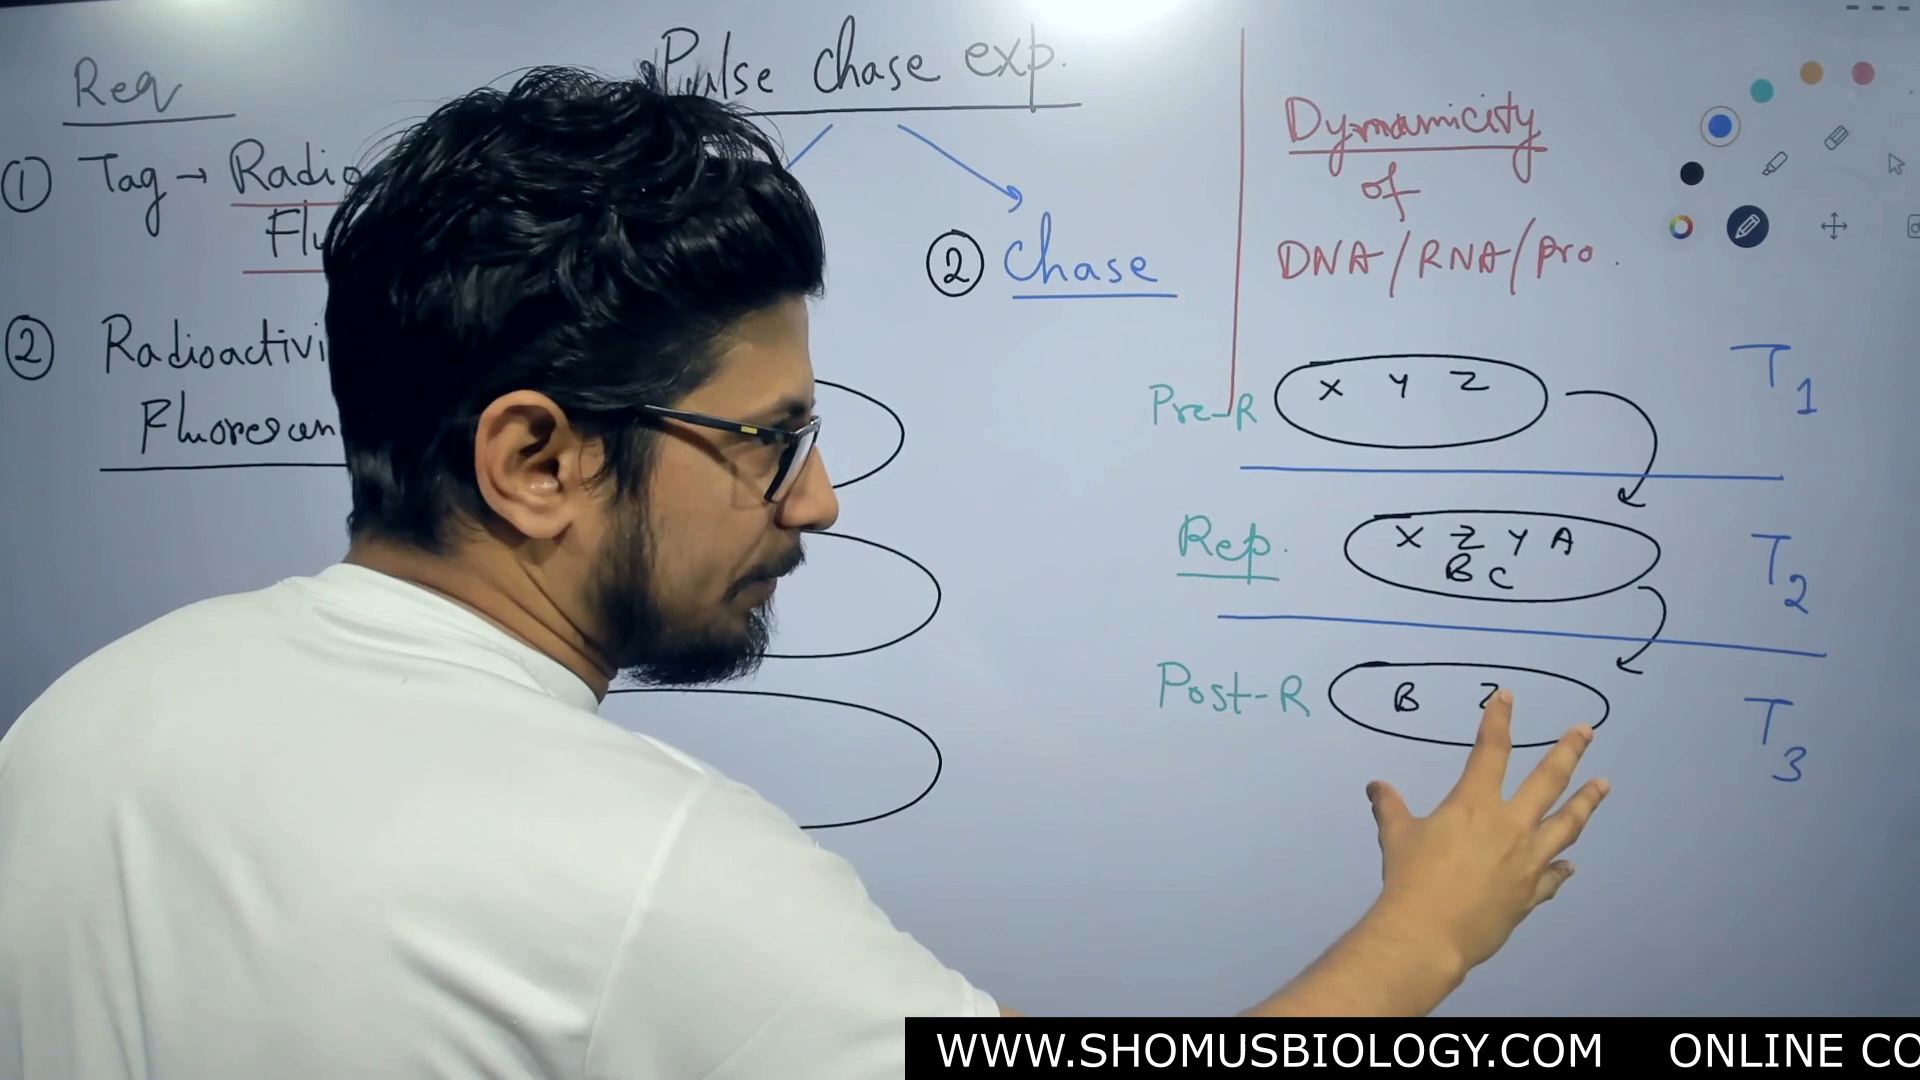 Req
① Tag → Radio
Flu
② Radioactivi
Fluorescen
Pulse chase exp.
② Chase
Dynamicity
of
DNA/RNA/pro.
Pre-R
X Y Z
T1
Rep.
X Z Y A
B C
T2
Post-R
B Z
T3
WWW.SHOMUSBIOLOGY.COM ONLINE CO